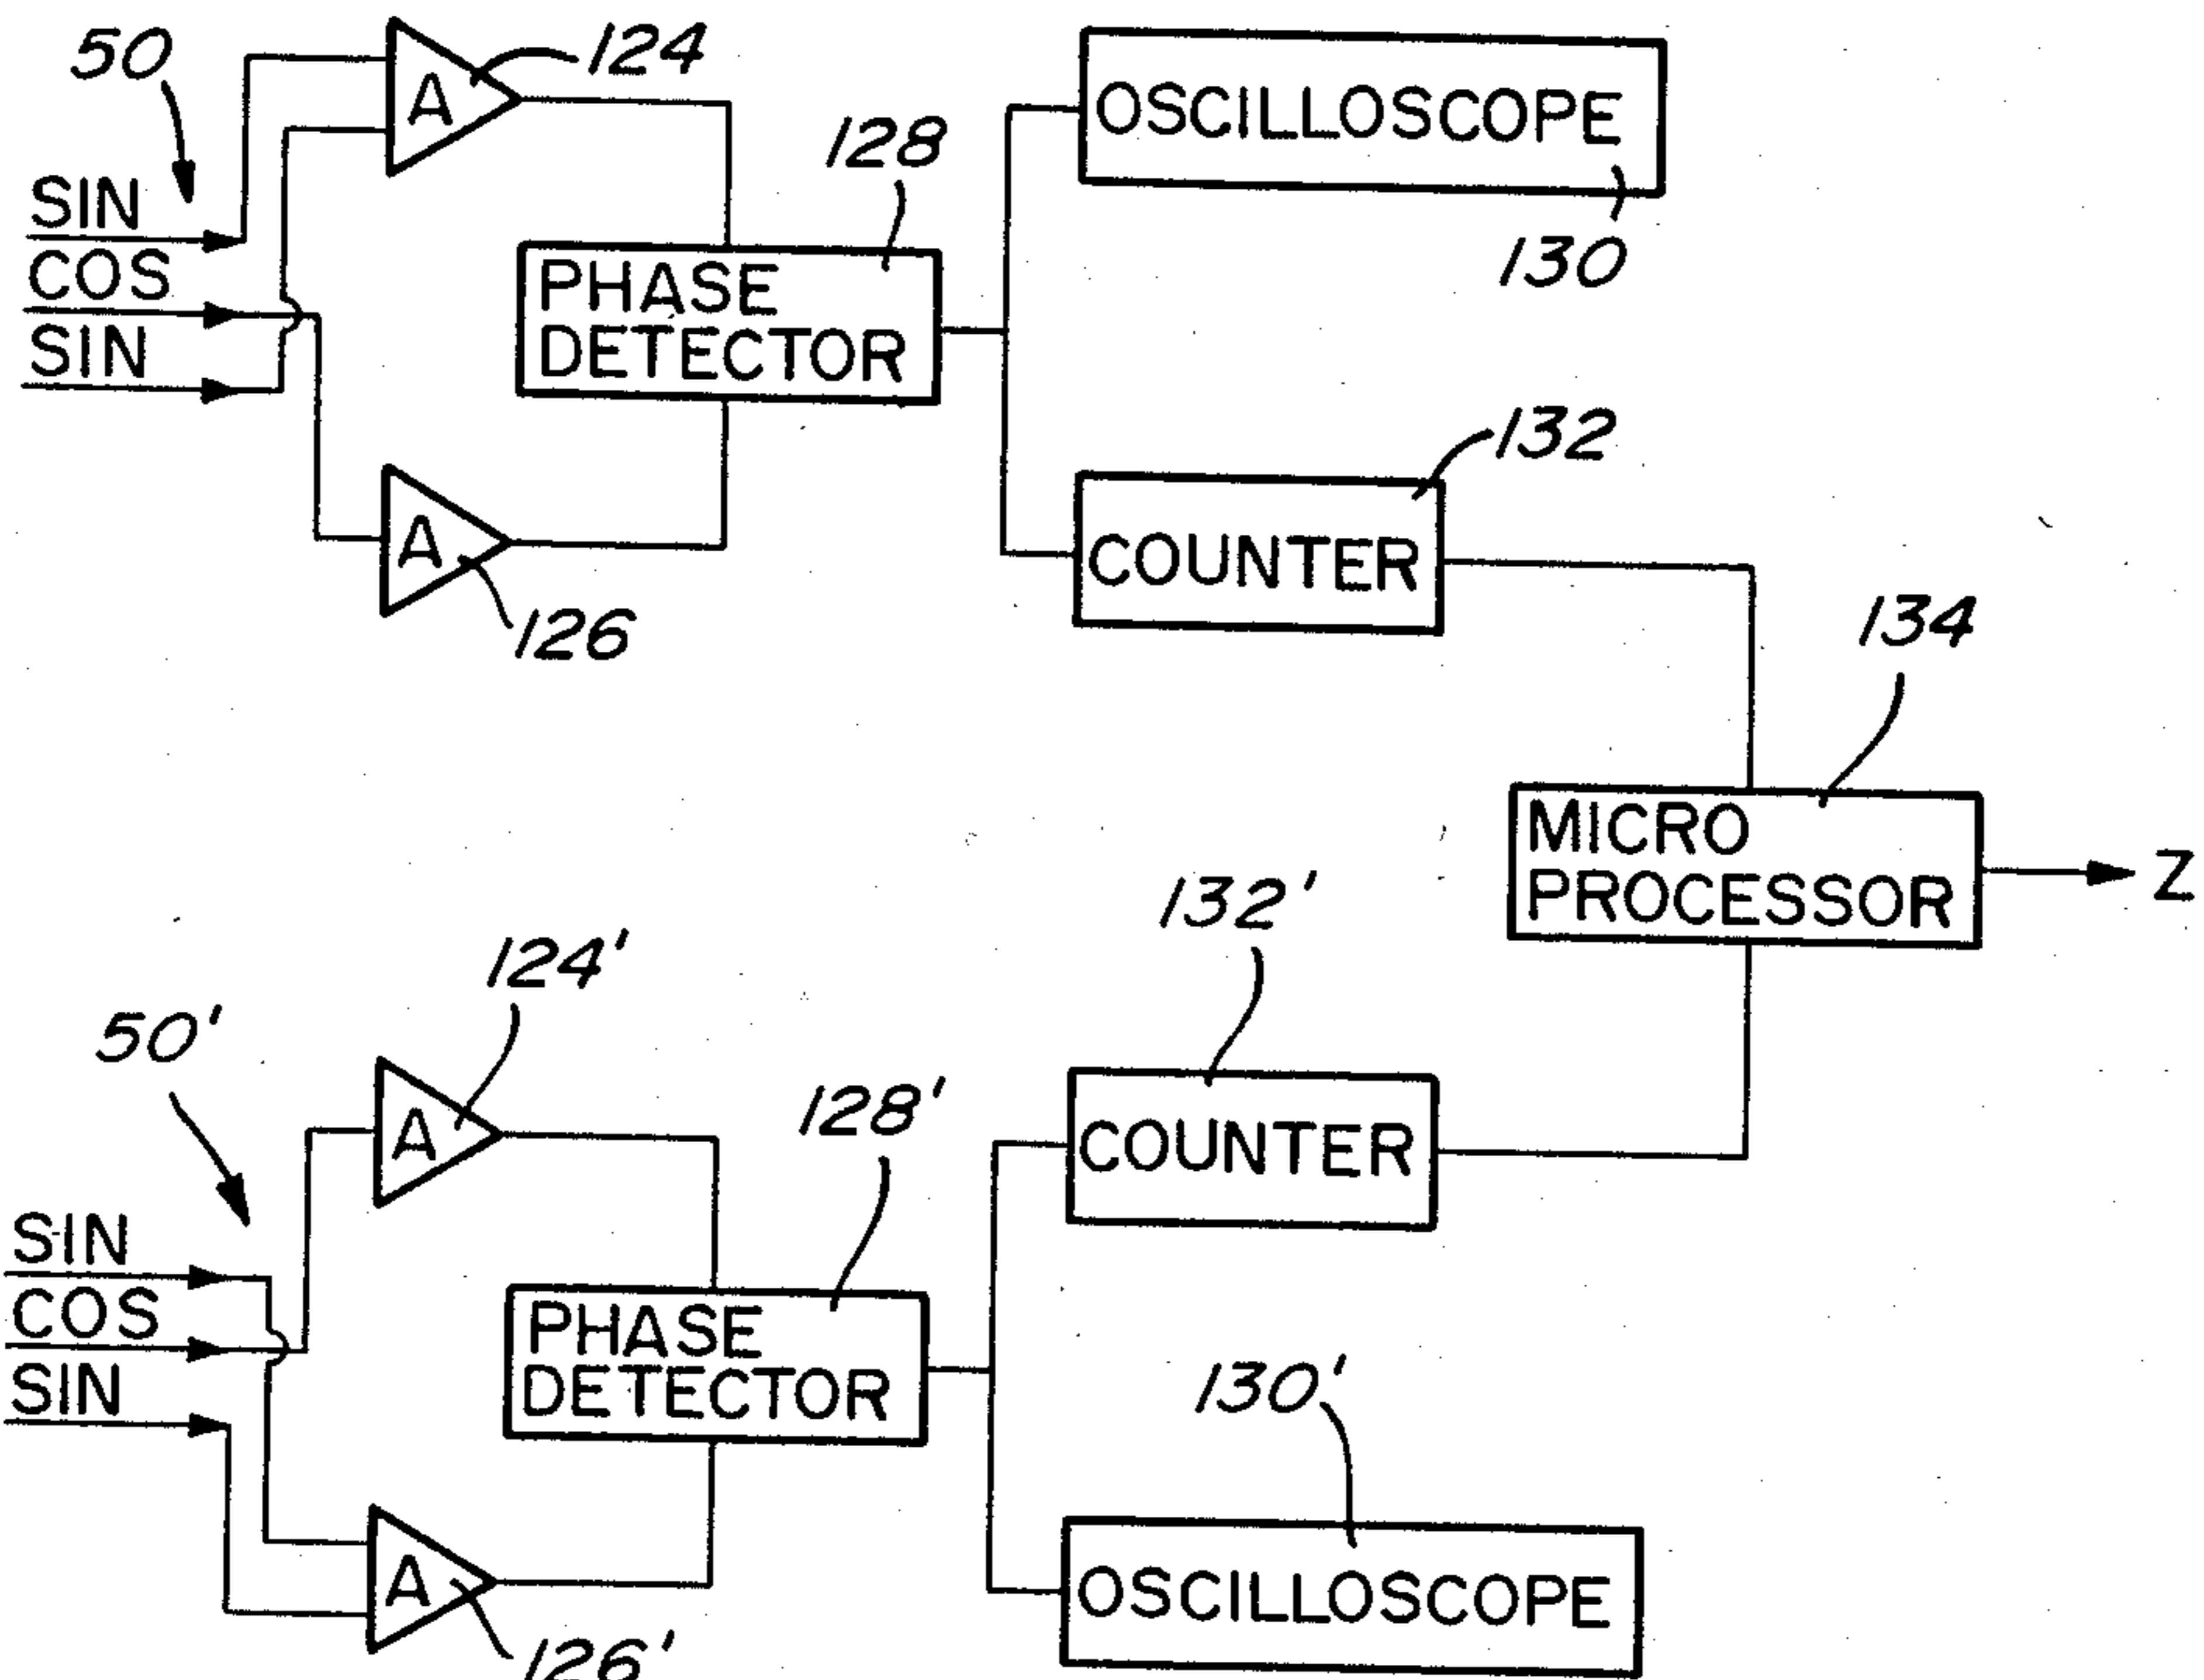 50
A
124
SIN
COS
SIN
128
PHASE
DETECTOR
A
126
OSCILLOSCOPE
130
132
COUNTER
134
MICRO
PROCESSOR
Z
132'
COUNTER
124'
A
50'
128'
SIN
COS
SIN
PHASE
DETECTOR
130'
OSCILLOSCOPE
A
126'